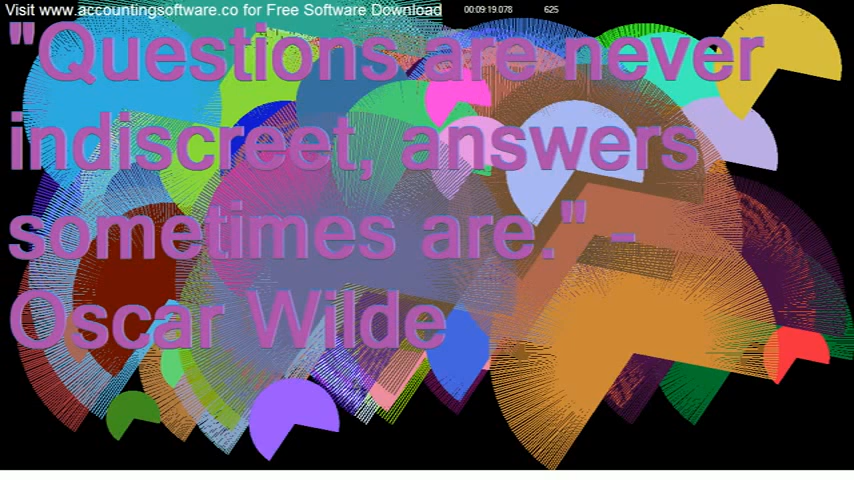 Visit www.accountingsoftware.co for Free Software Download
00:09:19.078 625
"Questions are never
indiscreet, answers
sometimes are." -
Oscar Wilde